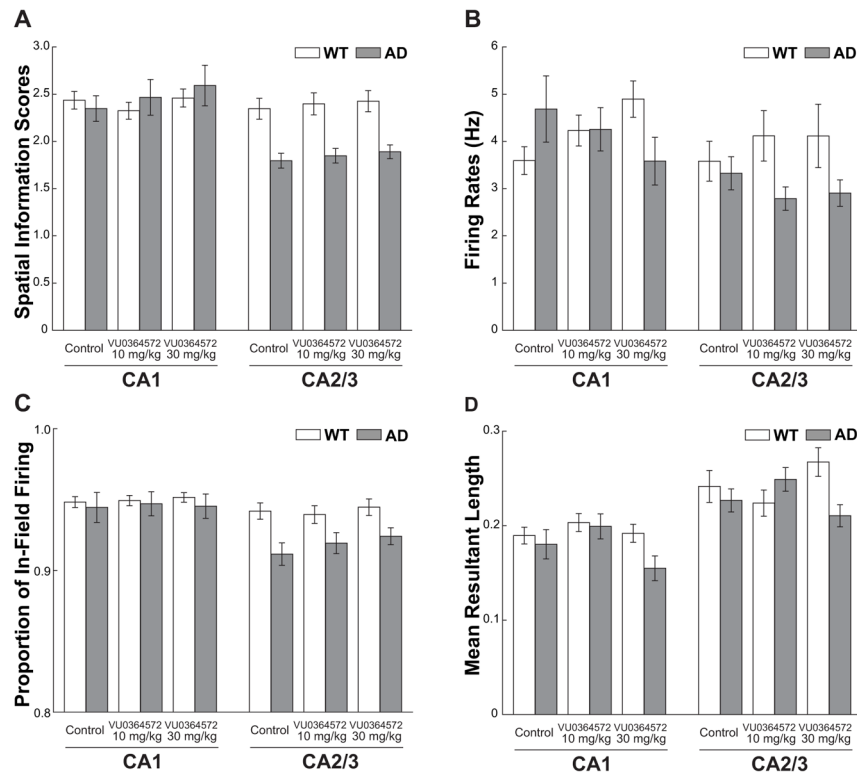 A
WT AD
Spatial Information Scores
3.0
2.5
2.0
1.5
1.0
0.5
0
Control VU0364572 VU0364572 Control VU0364572 VU0364572
10 mg/kg 30 mg/kg 10 mg/kg 30 mg/kg
CA1 CA2/3
B
WT AD
Firing Rates (Hz)
6
5
4
3
2
1
0
Control VU0364572 VU0364572 Control VU0364572 VU0364572
10 mg/kg 30 mg/kg 10 mg/kg 30 mg/kg
CA1 CA2/3
C
WT AD
Proportion of In-Field Firing
1.0
0.9
0.8
Control VU0364572 VU0364572 Control VU0364572 VU0364572
10 mg/kg 30 mg/kg 10 mg/kg 30 mg/kg
CA1 CA2/3
D
WT AD
Mean Resultant Length
0.3
0.2
0.1
0
Control VU0364572 VU0364572 Control VU0364572 VU0364572
10 mg/kg 30 mg/kg 10 mg/kg 30 mg/kg
CA1 CA2/3